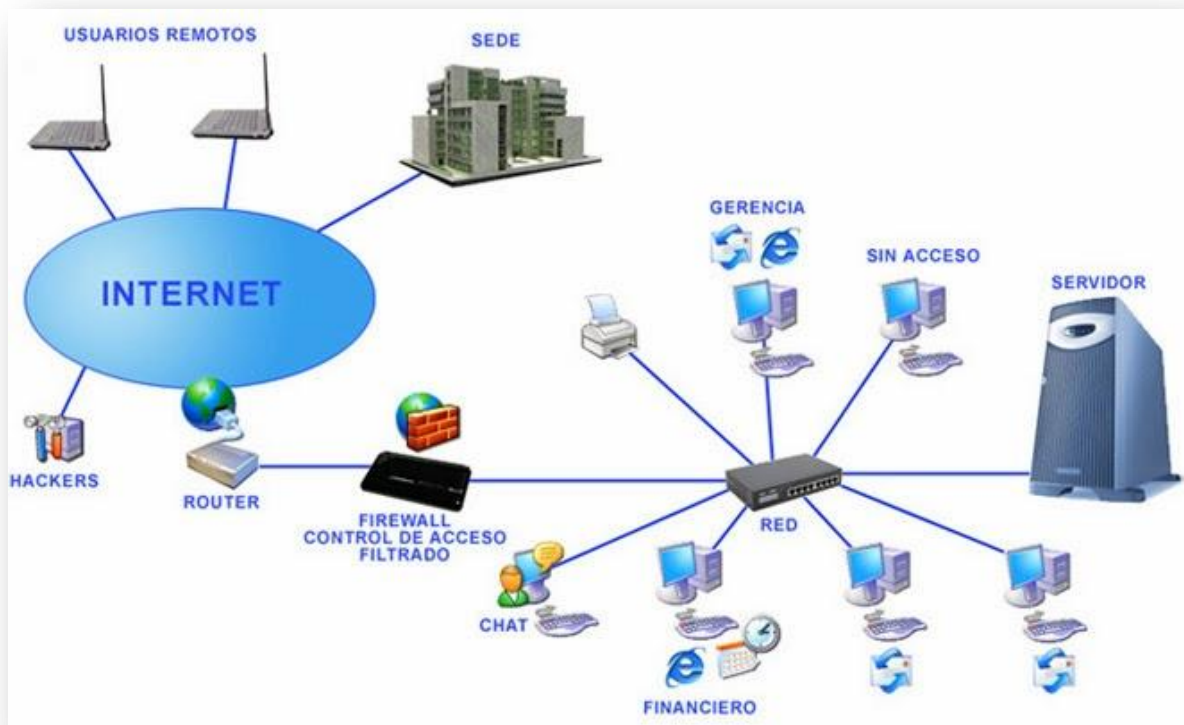 USUARIOS REMOTOS
SEDE
GERENCIA
SIN ACCESO
SERVIDOR
INTERNET
HACKERS
ROUTER
FIREWALL
CONTROL DE ACCESO
FILTRADO
RED
CHAT
FINANCIERO